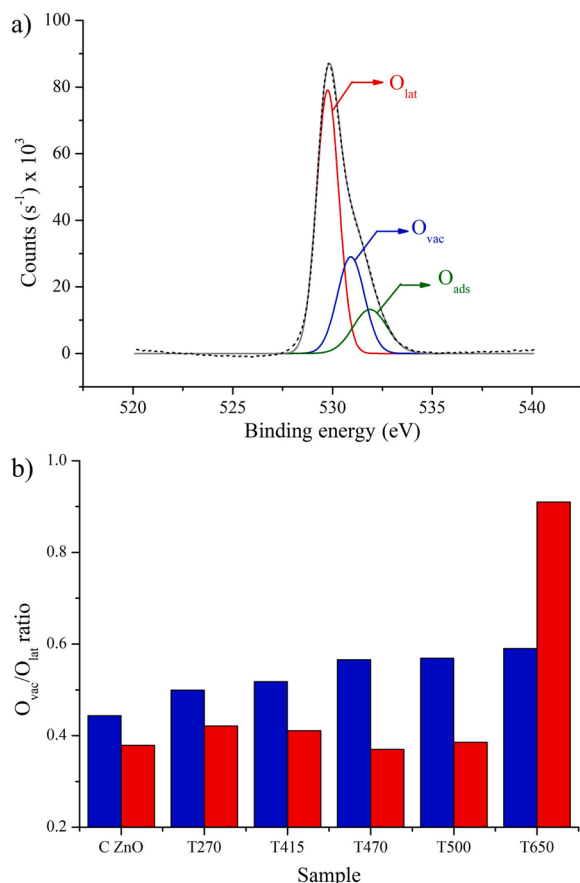 a)
100
80
60
40
20
0
Counts (s⁻¹) x 10³
O_lat
O_vac
O_ads
520 525 530 535 540
Binding energy (eV)
b)
1.0
0.8
0.6
0.4
0.2
O_vac/O_lat ratio
C ZnO T270 T415 T470 T500 T650
Sample